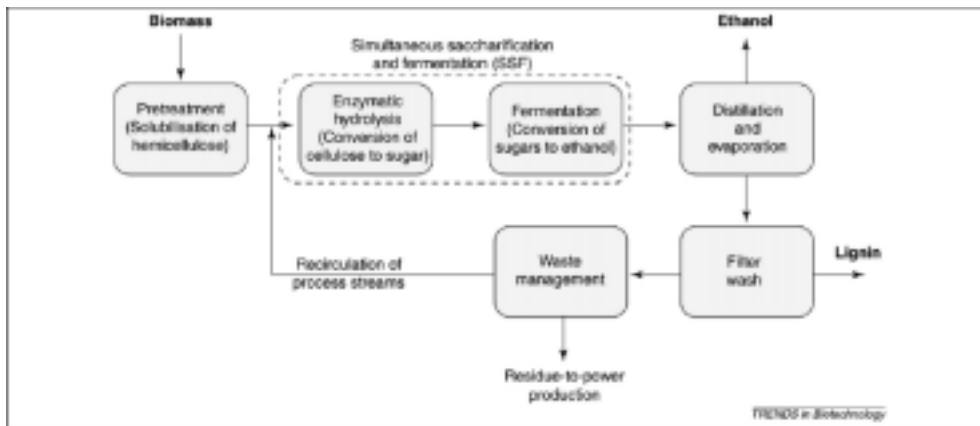 Biomass
Ethanol
Simultaneous saccharification
and fermentation (SSF)
Pretreatment
(Solubilisation of
hemicellulose)
Enzymatic
hydrolysis
(Conversion of
cellulose to sugar)
Fermentation
(Conversion of
sugars to ethanol)
Distillation
and
evaporation
Recirculation of
process streams
Waste
management
Filter
wash
Lignin
Residue-to-power
production
TRENDS in Biotechnology